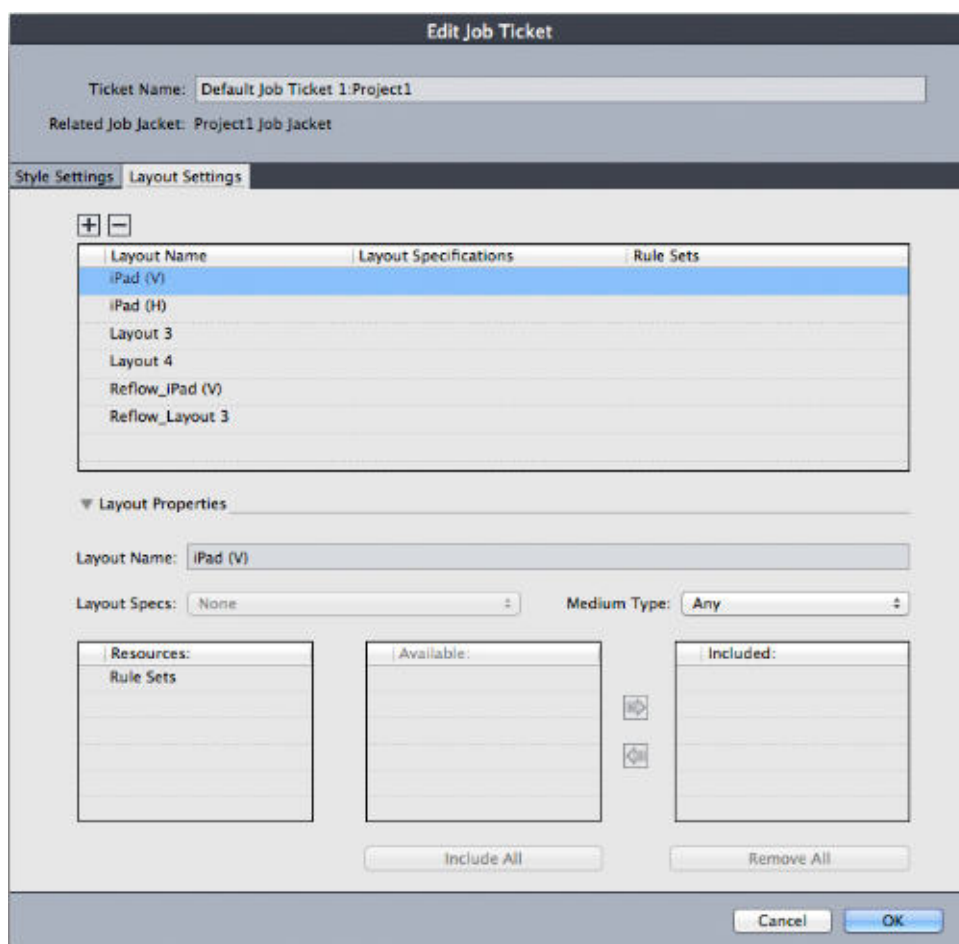 Edit Job Ticket
Ticket Name: Default Job Ticket 1:Project1
Related Job Jacket: Project1 Job Jacket
Style Settings Layout Settings
Layout Name Layout Specifications Rule Sets
iPad (V)
iPad (H)
Layout 3
Layout 4
Reflow_iPad (V)
Reflow_Layout 3
Layout Properties
Layout Name: iPad (V)
Layout Specs: None Medium Type: Any
Resources: Available: Included:
Rule Sets
Include All Remove All
Cancel OK